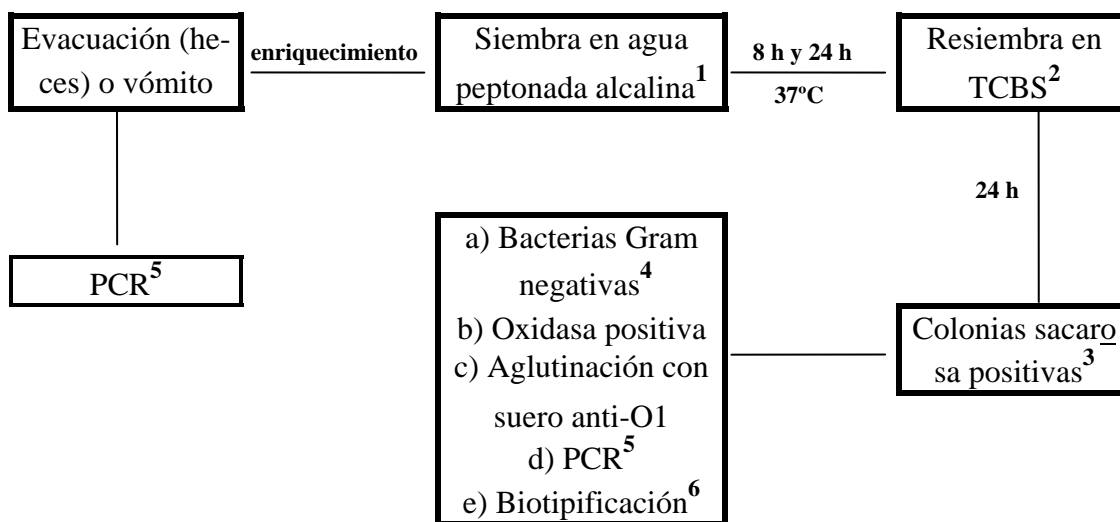 Evacuación (he-
ces) o vómito
enriquecimiento
Siembra en agua
peptonada alcalina1
8 h y 24 h
37ºC
Resiembra en
TCBS2
24 h
PCR5
a) Bacterias Gram
negativas4
b) Oxidasa positiva
c) Aglutinación con
suero anti-O1
d) PCR5
e) Biotipificación6
Colonias sacaro
sa positivas3